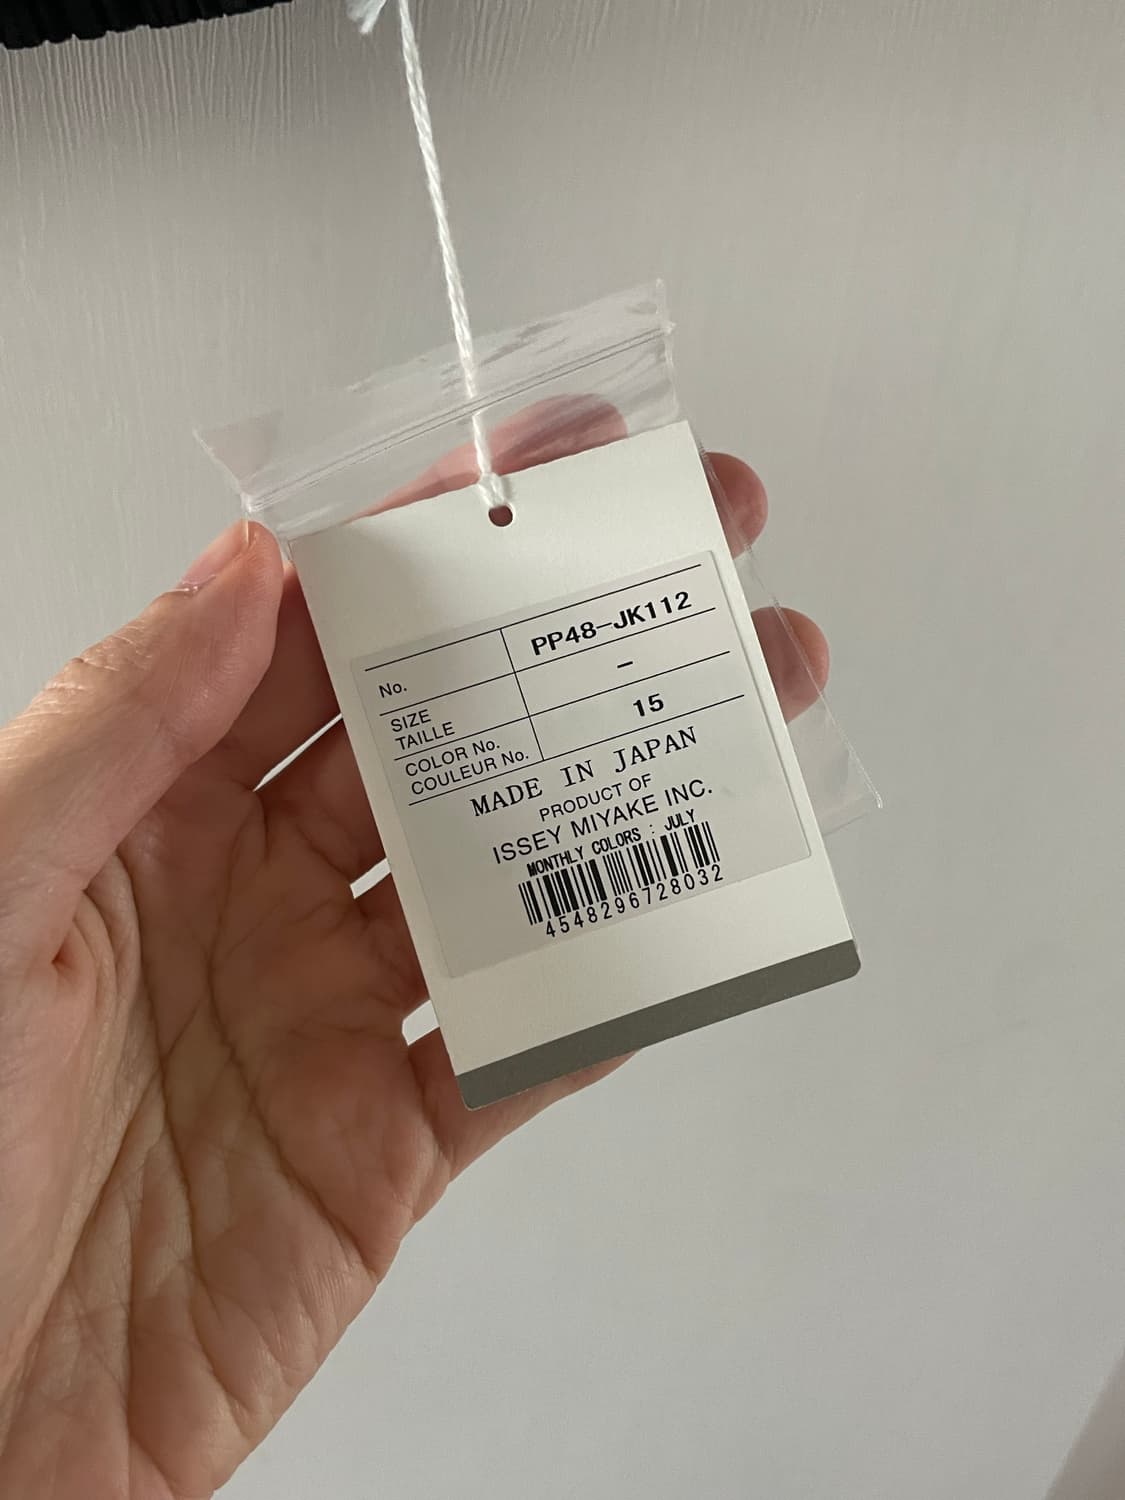 No. PP48-JK112
SIZE
TAILLE -
COLOR No.
COULEUR No. 15
MADE IN JAPAN
PRODUCT OF
ISSEY MIYAKE INC.
MONTHLY COLORS : JULY
4548296728032